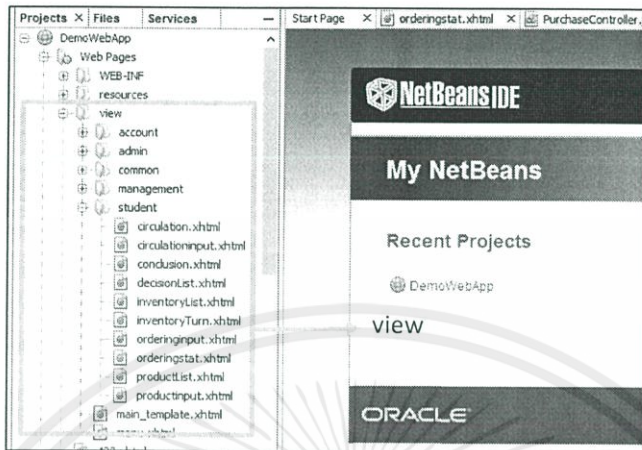 Projects × Files Services —
DemoWebApp
Web Pages
WEB-INF
resources
view
account
admin
common
management
student
circulation.xhtml
circulationinput.xhtml
conclusion.xhtml
decisionList.xhtml
inventoryList.xhtml
inventoryTurn.xhtml
orderinginput.xhtml
orderingstat.xhtml
productList.xhtml
productinput.xhtml
main_template.xhtml
Start Page × orderingstat.xhtml × PurchaseController.
NetBeans IDE
My NetBeans
Recent Projects
DemoWebApp
view
ORACLE